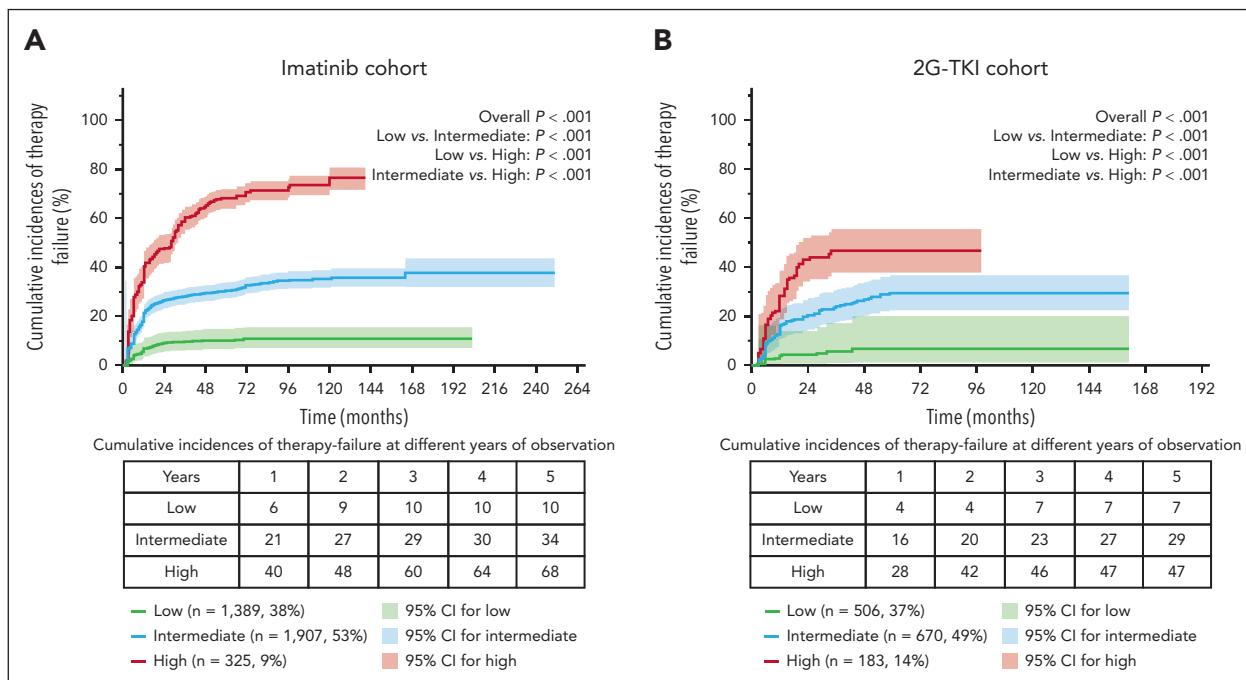 A
Imatinib cohort
Cumulative incidences of therapy
failure (%)
100
80
60
40
20
0
Overall P < .001
Low vs. Intermediate: P < .001
Low vs. High: P < .001
Intermediate vs. High: P < .001
0 24 48 72 96 120 144 168 192 216 240 264
Time (months)
Cumulative incidences of therapy-failure at different years of observation
Years 1 2 3 4 5
Low 6 9 10 10 10
Intermediate 21 27 29 30 34
High 40 48 60 64 68
Low (n = 1,389, 38%) 95% CI for low
Intermediate (n = 1,907, 53%) 95% CI for intermediate
High (n = 325, 9%) 95% CI for high
B
2G-TKI cohort
Cumulative incidences of therapy
failure (%)
100
80
60
40
20
0
Overall P < .001
Low vs. Intermediate: P < .001
Low vs. High: P < .001
Intermediate vs. High: P < .001
0 24 48 72 96 120 144 168 192
Time (months)
Cumulative incidences of therapy-failure at different years of observation
Years 1 2 3 4 5
Low 4 4 7 7 7
Intermediate 16 20 23 27 29
High 28 42 46 47 47
Low (n = 506, 37%) 95% CI for low
Intermediate (n = 670, 49%) 95% CI for intermediate
High (n = 183, 14%) 95% CI for high